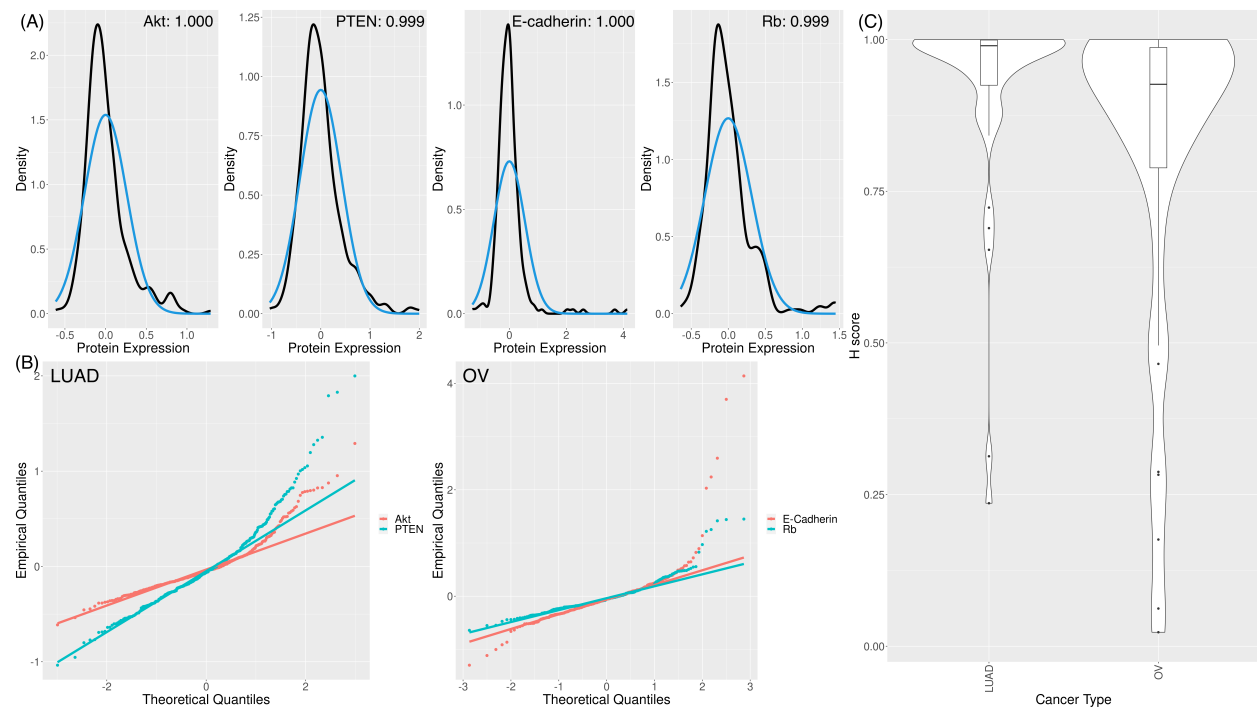 (A)
Akt: 1.000
Density
2.0
1.5
1.0
0.5
0.0
-0.5 0.0 0.5 1.0
Protein Expression
PTEN: 0.999
Density
1.25
1.00
0.75
0.50
0.25
0.00
-1 0 1 2
Protein Expression
E-cadherin: 1.000
Density
1.0
0.5
0.0
0 2 4
Protein Expression
Rb: 0.999
Density
1.5
1.0
0.5
0.0
-0.5 0.0 0.5 1.0 1.5
Protein Expression
(B)
LUAD
Empirical Quantiles
2
1
0
-1
-2 0 2
Theoretical Quantiles
Akt
PTEN
OV
Empirical Quantiles
4
2
0
-3 -2 -1 0 1 2 3
Theoretical Quantiles
E-Cadherin
Rb
(C)
H score
1.00
0.75
0.50
0.25
0.00
LUAD
OV
Cancer Type